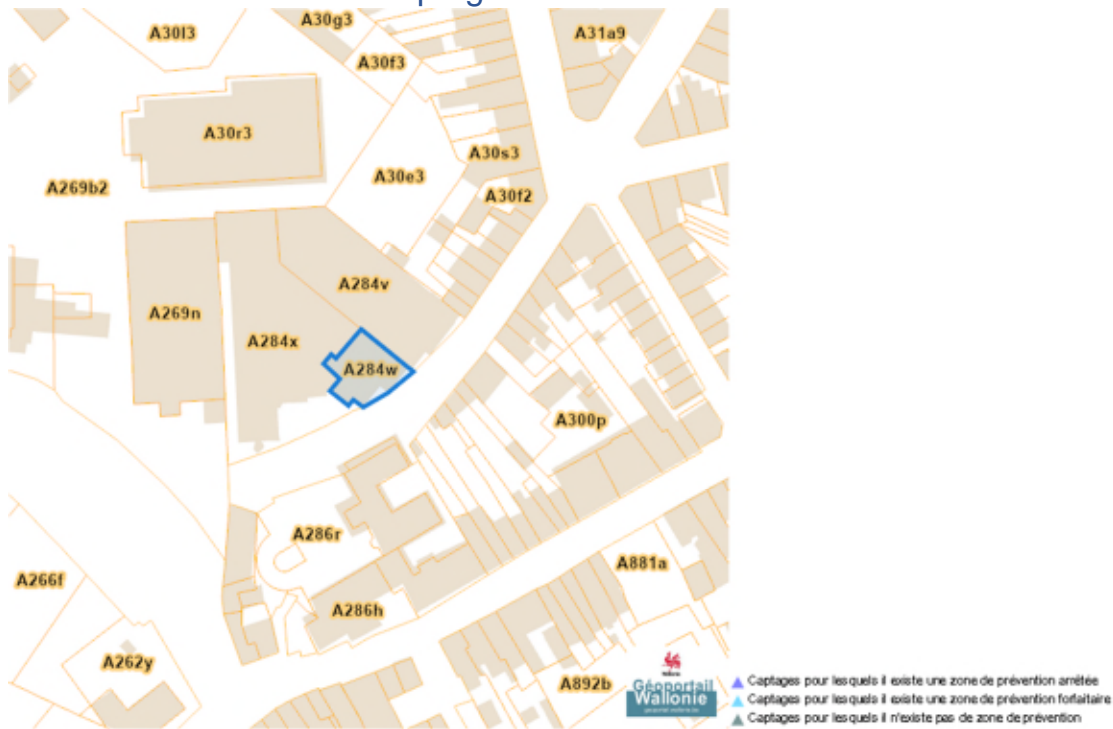 A30l3
A30g3
A31a9
A30f3
A30r3
A30s3
A269b2
A30e3
A30f2
A284v
A269n
A284x
A284w
A300p
A286r
A881a
A266f
A286h
A262y
A892b
Wallonie
Géoportail
Wallonie
Captages pour lesquels il existe une zone de prévention arrêtée
Captages pour lesquels il existe une zone de prévention forfaitaire
Captages pour lesquels il n'existe pas de zone de prévention